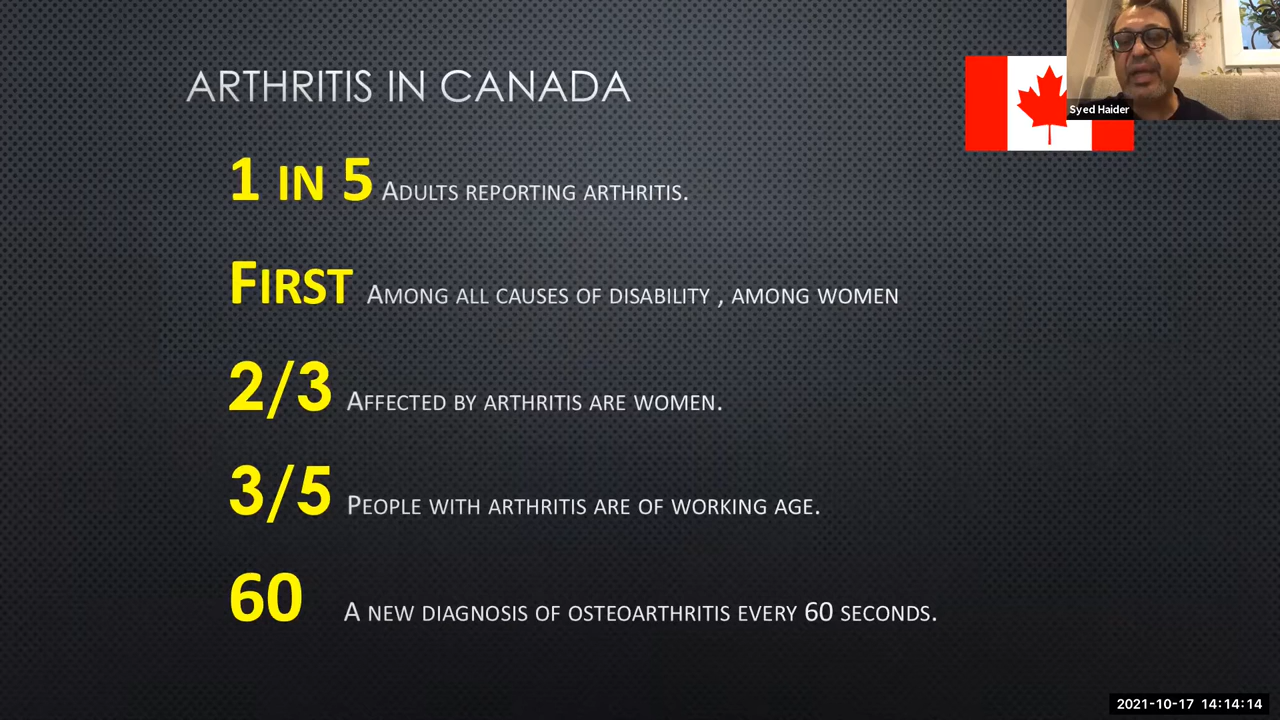 ARTHRITIS IN CANADA
Syed Haider
1 IN 5 ADULTS REPORTING ARTHRITIS.
FIRST AMONG ALL CAUSES OF DISABILITY , AMONG WOMEN
2/3 AFFECTED BY ARTHRITIS ARE WOMEN.
3/5 PEOPLE WITH ARTHRITIS ARE OF WORKING AGE.
60 A NEW DIAGNOSIS OF OSTEOARTHRITIS EVERY 60 SECONDS.
2021-10-17 14:14:14